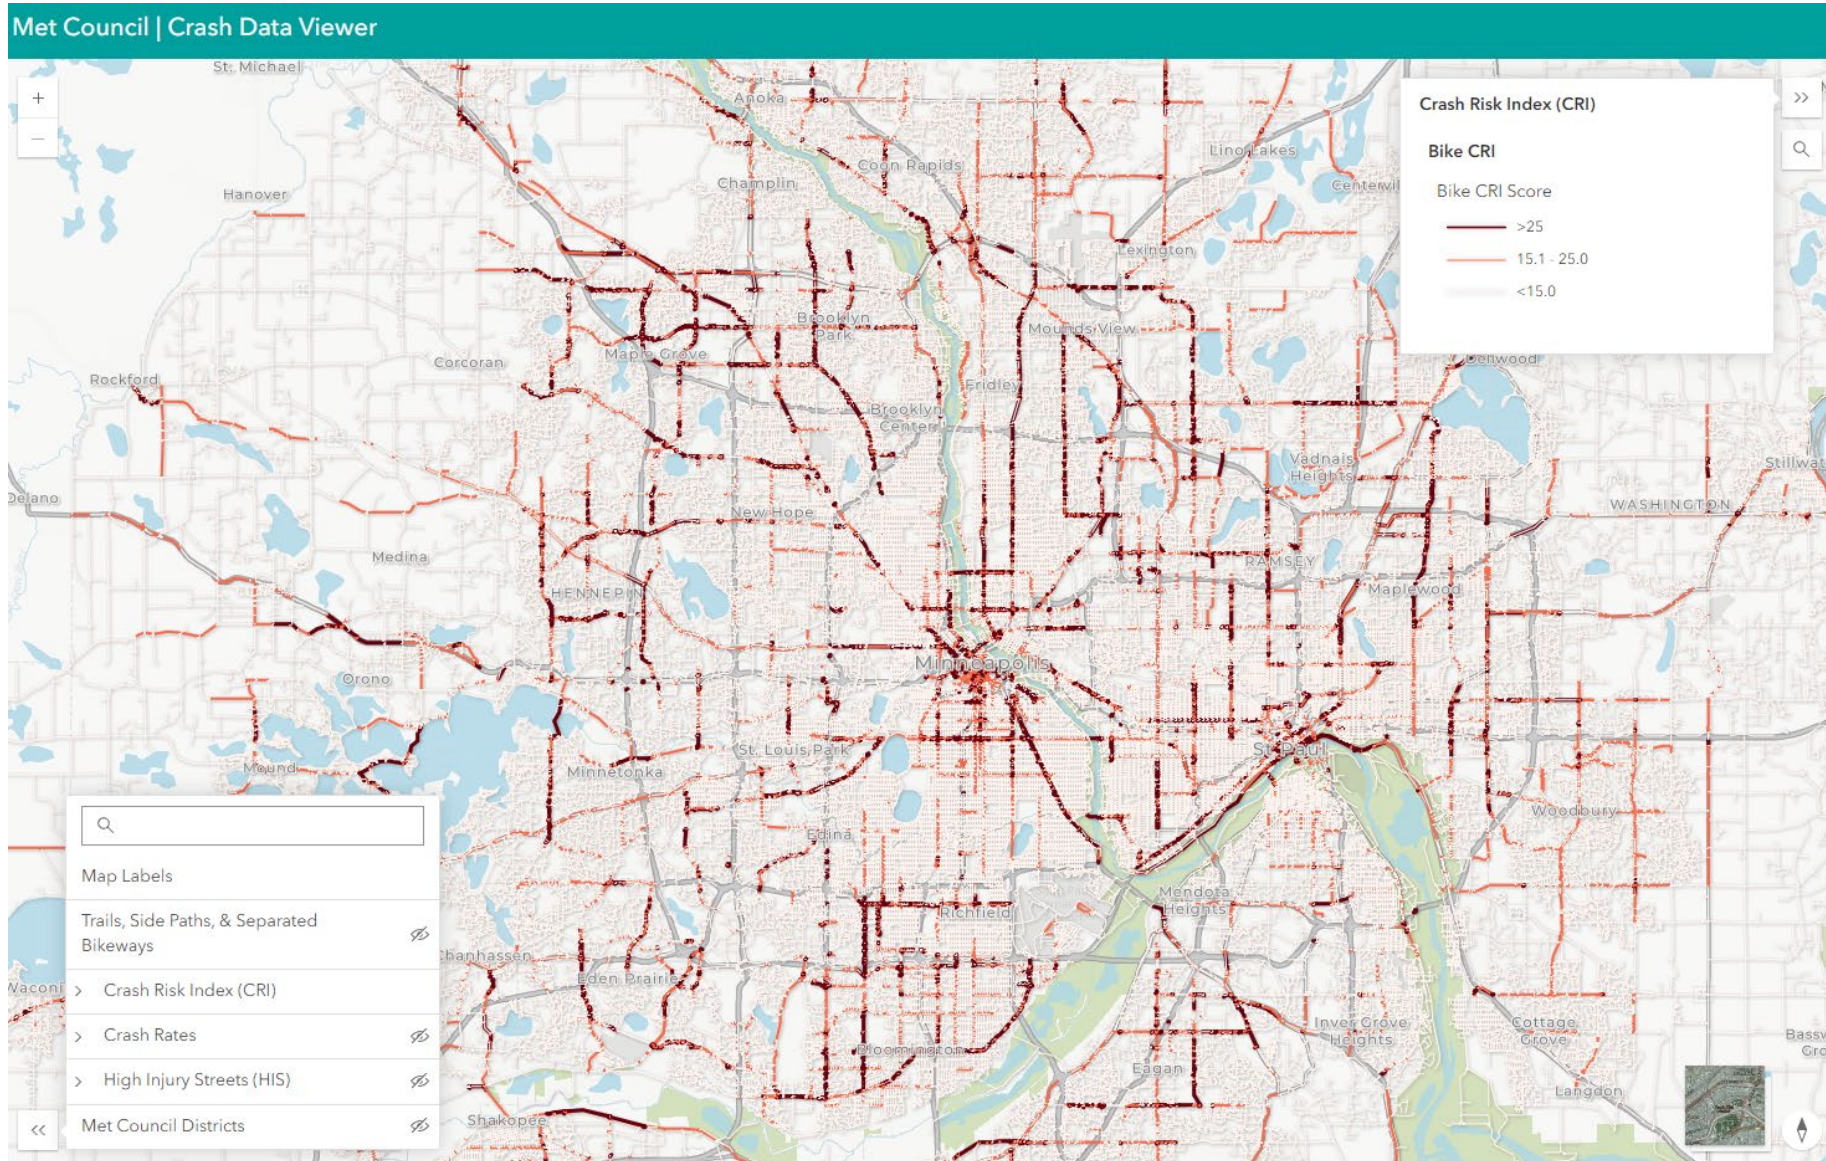 Met Council | Crash Data Viewer
St. Michael
Anoka
Crash Risk Index (CRI)
Bike CRI
Bike CRI Score
>25
15.1 - 25.0
<15.0
Lino Lakes
Coon Rapids
Champlin
Hanover
Lexington
Brooklyn
Park
Mounds View
Maple Grove
Corcoran
Dellwood
Rockford
Fridley
Brooklyn
Center
Vadnais
Heights
Delano
New Hope
WASHINGTON
Medina
RAMSEY
Maplewood
HENNEPIN
Minneapolis
Orono
St. Louis Park
St Paul
Mound
Minnetonka
Woodbury
Edina
Map Labels
Mendota
Heights
Richfield
Trails, Side Paths, & Separated
Bikeways
Eden Prairie
Crash Risk Index (CRI)
Crash Rates
Inver Grove
Heights
Cottage
Grove
Bloomington
Eagan
High Injury Streets (HIS)
Langdon
Shakopee
Met Council Districts